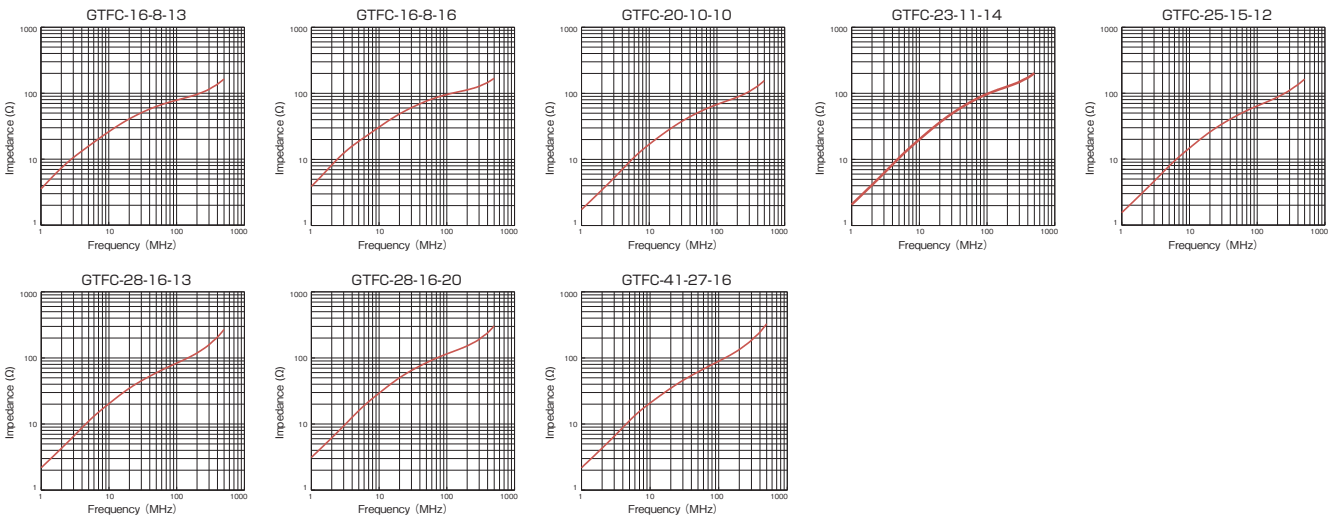 GTFC-16-8-13
1000
100
10
1
Impedance (Ω)
1
10
100
1000
Frequency (MHz)
GTFC-16-8-16
1000
100
10
1
Impedance (Ω)
1
10
100
1000
Frequency (MHz)
GTFC-20-10-10
1000
100
10
1
Impedance (Ω)
1
10
100
1000
Frequency (MHz)
GTFC-23-11-14
1000
100
10
1
Impedance (Ω)
1
10
100
1000
Frequency (MHz)
GTFC-25-15-12
1000
100
10
1
Impedance (Ω)
1
10
100
1000
Frequency (MHz)
GTFC-28-16-13
1000
100
10
1
Impedance (Ω)
1
10
100
1000
Frequency (MHz)
GTFC-28-16-20
1000
100
10
1
Impedance (Ω)
1
10
100
1000
Frequency (MHz)
GTFC-41-27-16
1000
100
10
1
Impedance (Ω)
1
10
100
1000
Frequency (MHz)